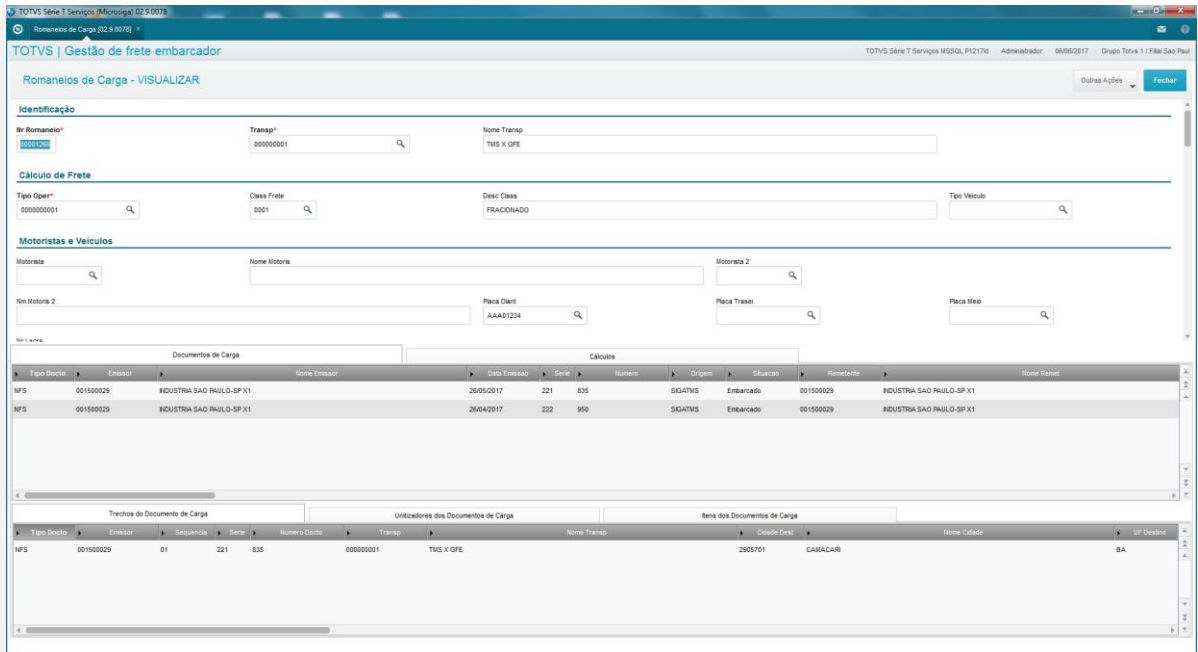 TOTVS Série T Serviços (Microsiga) 02.9.0078
Romaneios de Carga [02.9.0078] ×
TOTVS | Gestão de frete embarcador
TOTVS Série T Serviços MSSQL P1217id Administrador 06/06/2017 Grupo Totvs 1 / Filial Sao Paul
Romaneios de Carga - VISUALIZAR
Outras Ações
Fechar
Identificação
Nr Romaneio* Transp* Nome Transp
00001268 000000001 TMS X GFE
Cálculo de Frete
Tipo Oper* Class Frete Desc Class Tipo Veiculo
0000000001 0001 FRACIONADO
Motoristas e Veículos
Motorista Nome Motoris Motorista 2
Nm Motoris 2 Placa Diant Placa Trasei Placa Meio
AAA01234
Nr Lacre
Documentos de Carga Cálculos
Tipo Docto Emissor Nome Emissor Data Emissao Serie Numero Origem Situacao Remetente Nome Remet
NFS 001500029 INDUSTRIA SAO PAULO-SP X1 26/05/2017 221 835 SIGATMS Embarcado 001500029 INDUSTRIA SAO PAULO-SP X1
NFS 001500029 INDUSTRIA SAO PAULO-SP X1 26/04/2017 222 950 SIGATMS Embarcado 001500029 INDUSTRIA SAO PAULO-SP X1
Trechos do Documento de Carga Unitizadores dos Documentos de Carga Itens dos Documentos de Carga
Tipo Docto Emissor Sequencia Serie Numero Docto Transp Nome Transp Cidade Dest Nome Cidade UF Destino
NFS 001500029 01 221 835 000000001 TMS X GFE 2905701 CAMACARI BA